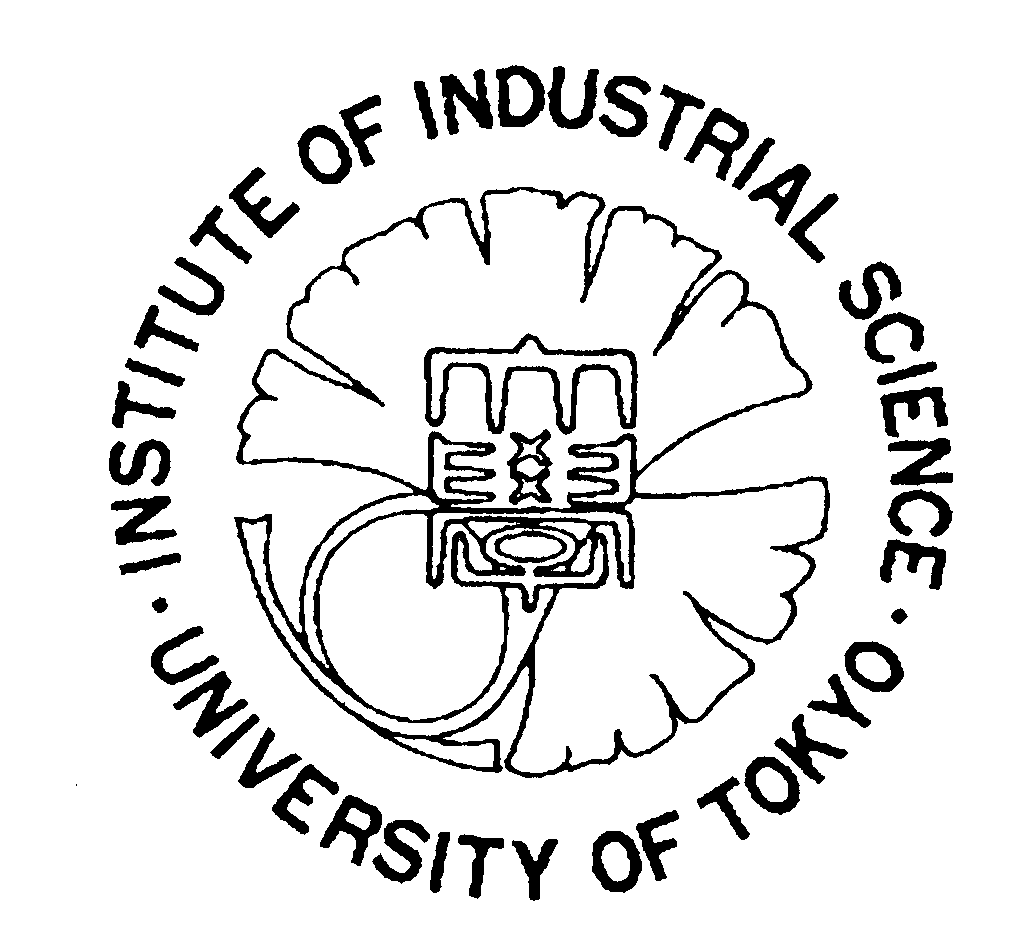 INSTITUTE OF INDUSTRIAL SCIENCE
· UNIVERSITY OF TOKYO ·